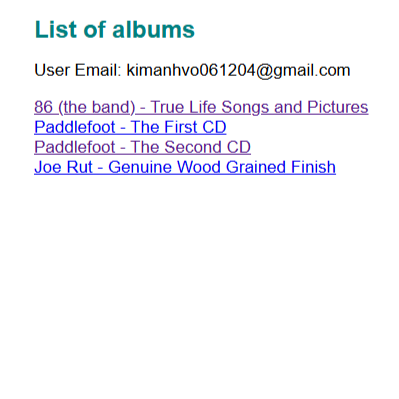 List of albums
User Email: kimanhvo061204@gmail.com
86 (the band) - True Life Songs and Pictures
Paddlefoot - The First CD
Paddlefoot - The Second CD
Joe Rut - Genuine Wood Grained Finish